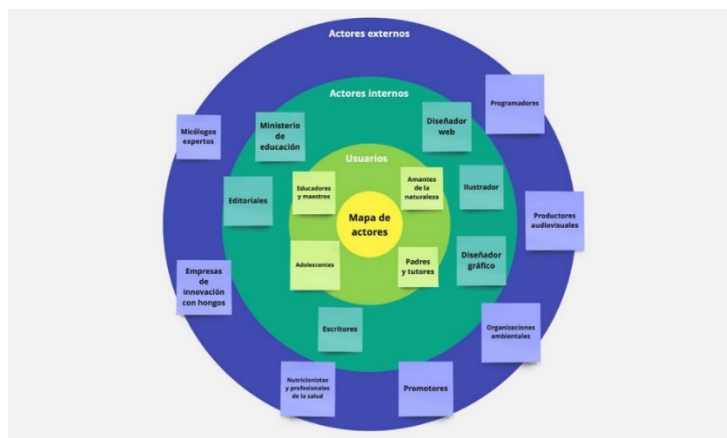 Actores externos
Actores internos
Programadores
Diseñador
web
Micólogos
expertos
Ministerio
de
educación
Usuarios
Educadores
y maestros
Amantes
de la
naturaleza
Ilustrador
Editoriales
Mapa de
actores
Productores
audiovisuales
Adolescentes
Padres
y tutores
Diseñador
gráfico
Empresas
de
innovación
con hongos
Escritores
Organizaciones
ambientales
Nutricionistas
y profesionales
de la salud
Promotores